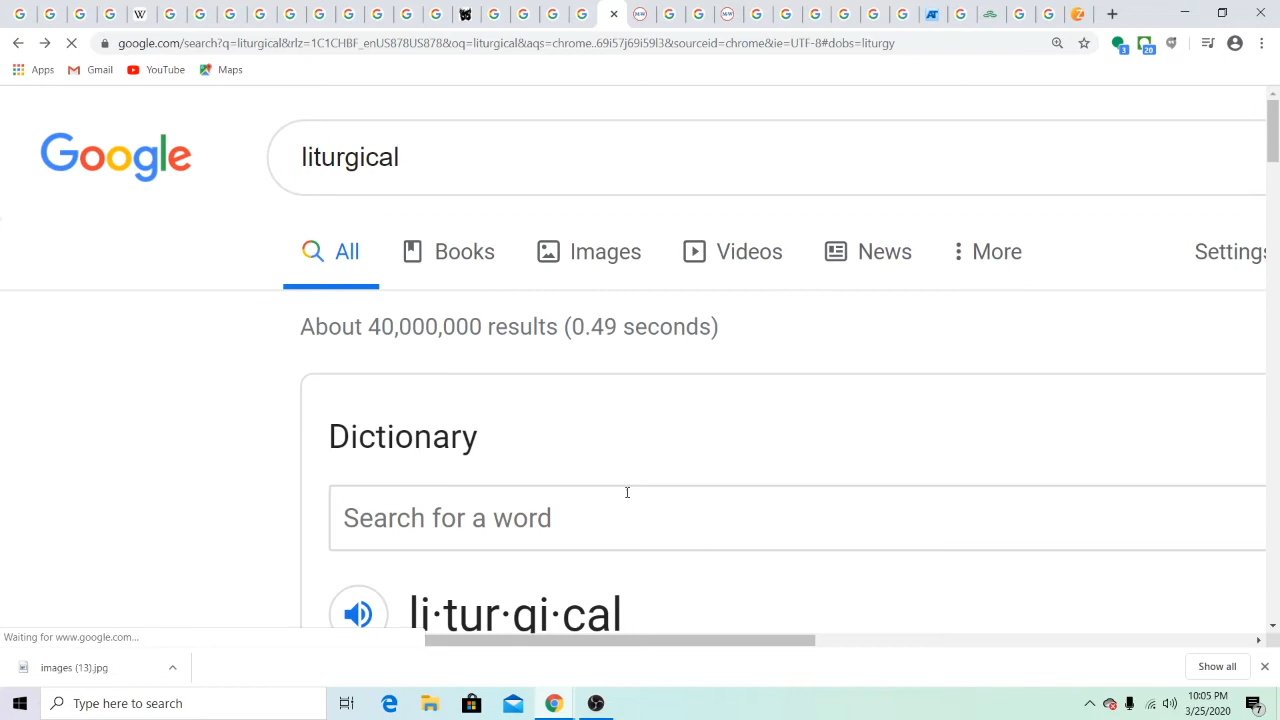 google.com/search?q=liturgical&rlz=1C1CHBF_enUS878US878&q=liturgical&aqs=chrome..69i57j69i59l3&sourceid=chrome&ie=UTF-8#dobs=liturgy
3
20
Apps
Gmail
YouTube
Maps
Google
liturgical
All
Books
Images
Videos
News
More
Settings
About 40,000,000 results (0.49 seconds)
Dictionary
Search for a word
li·tur·gi·cal
Waiting for www.google.com...
images (13).jpg
Show all
Type here to search
10:05 PM
3/25/2020
7